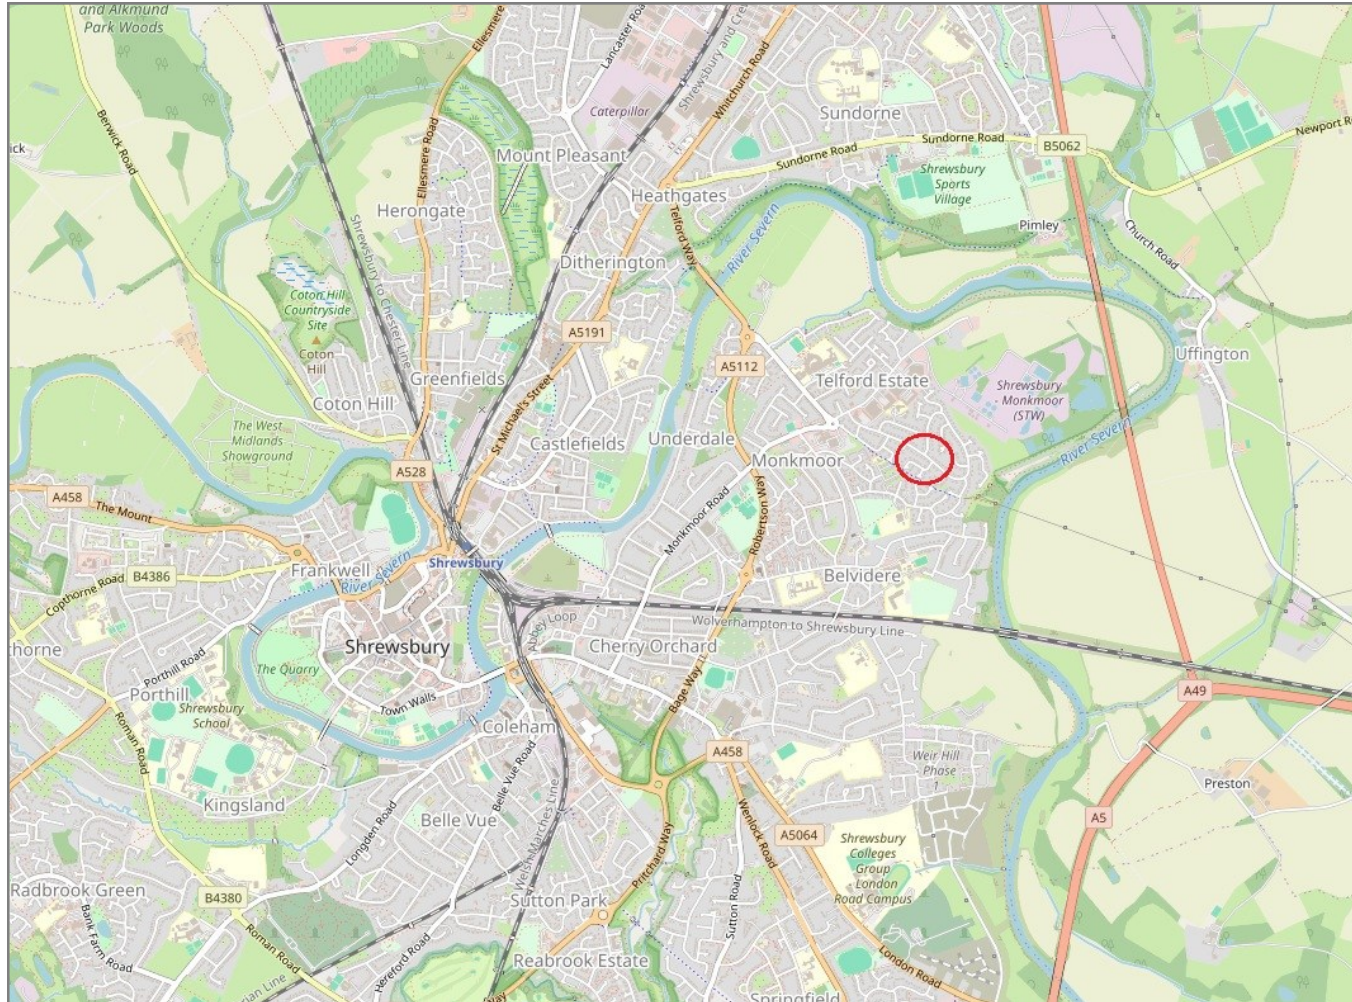 and Alkmund
Park Woods
Ellesmere
Lancaster Road
Shrewsbury and Cre
Whitchurch Road
Caterpillar
Sundorne
Berwick Road
ick
Ellesmere Road
Mount Pleasant
Sundorne Road
Sundorne Road
B5062
Newport R
Shrewsbury
Sports
Village
Heathgates
Herongate
Telford Way
River Severn
Pimley
Church Road
Shrewsbury to Chester Line
Ditherington
Coton Hill
Countryside
Site
Coton
Hill
A5191
A5112
Uffington
Greenfields
Telford Estate
Shrewsbury
- Monkmoor
(STW)
Coton Hill
St Michael's Street
The West
Midlands
Showground
Castlefields
Underdale
Monkmoor
River Severn
A528
A458
The Mount
Monkmoor Road
Robertson Way
Frankwell
River Severn
Shrewsbury
B4386
Copthorne Road
Belvidere
thorne
Abbey Loop
Wolverhampton to Shrewsbury Line
Shrewsbury
Cherry Orchard
Porthill Road
The Quarry
Porthill
Shrewsbury
School
Town Walls
Bage Way
A49
Roman Road
Coleham
A458
Weir Hill
Phase
1
Preston
Kingsland
Belle Vue Road
Longden Road
Belle Vue
Welsh Marches Line
Pritchard Way
Wenlock Road
A5064
A5
Shrewsbury
Colleges
Group
London
Road Campus
Radbrook Green
B4380
Sutton Park
Sutton Road
Bank Farm Road
Roman Road
Hereford Road
Reabrook Estate
London Road
rian Line
Way
Springfield